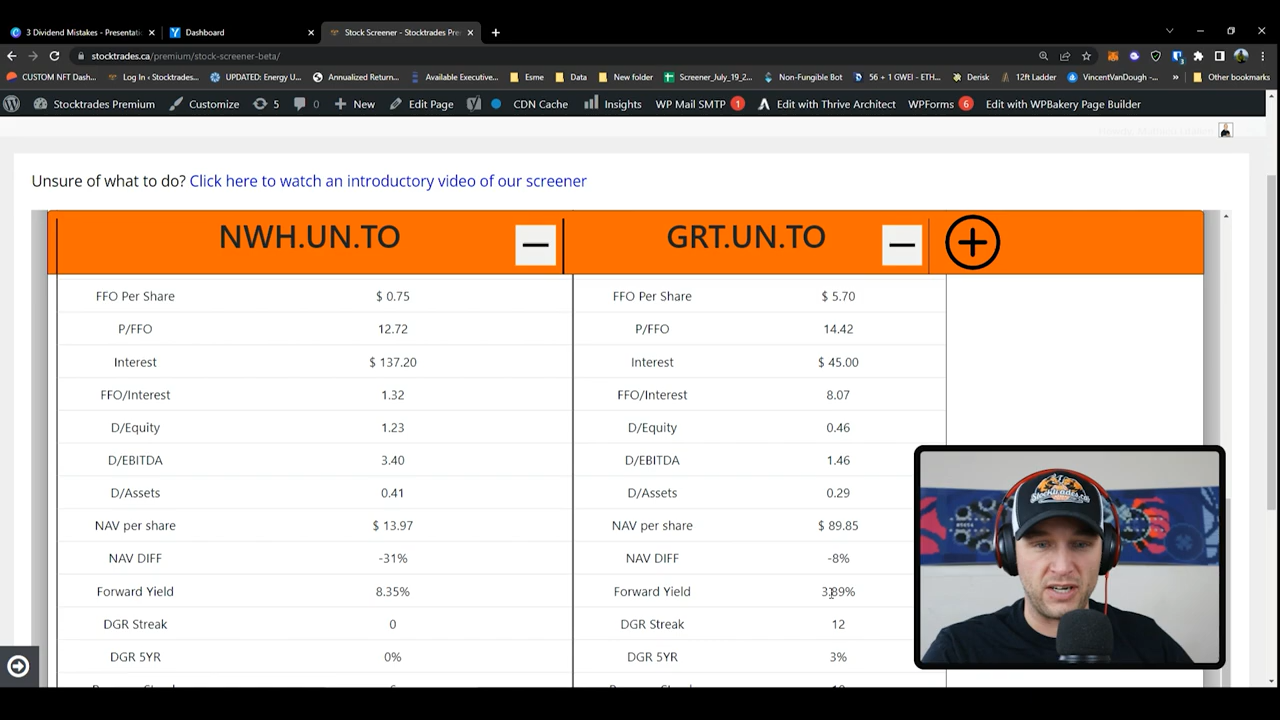 3 Dividend Mistakes - Presentati
Dashboard
Stock Screener - Stocktrades Pre
stocktrades.ca/premium/stock-screener-beta/
CUSTOM NFT Dash...
Log In ‹ Stocktrades...
UPDATED: Energy U...
Annualized Return...
Available Executive...
Esme
Data
New folder
Screener_July_19_2...
Non-Fungible Bot
56 + 1 GWEI - ETH...
Derisk
12ft Ladder
VincentVanDough -...
»
Other bookmarks
Stocktrades Premium
Customize
5
0
New
Edit Page
CDN Cache
Insights
WP Mail SMTP 1
Edit with Thrive Architect
WPForms 6
Edit with WPBakery Page Builder
Unsure of what to do? Click here to watch an introductory video of our screener
NWH.UN.TO
GRT.UN.TO
FFO Per Share $ 0.75 FFO Per Share $ 5.70
P/FFO 12.72 P/FFO 14.42
Interest $ 137.20 Interest $ 45.00
FFO/Interest 1.32 FFO/Interest 8.07
D/Equity 1.23 D/Equity 0.46
D/EBITDA 3.40 D/EBITDA 1.46
D/Assets 0.41 D/Assets 0.29
NAV per share $ 13.97 NAV per share $ 89.85
NAV DIFF -31% NAV DIFF -8%
Forward Yield 8.35% Forward Yield 3.89%
DGR Streak 0 DGR Streak 12
DGR 5YR 0% DGR 5YR 3%
Stocktrades.ca